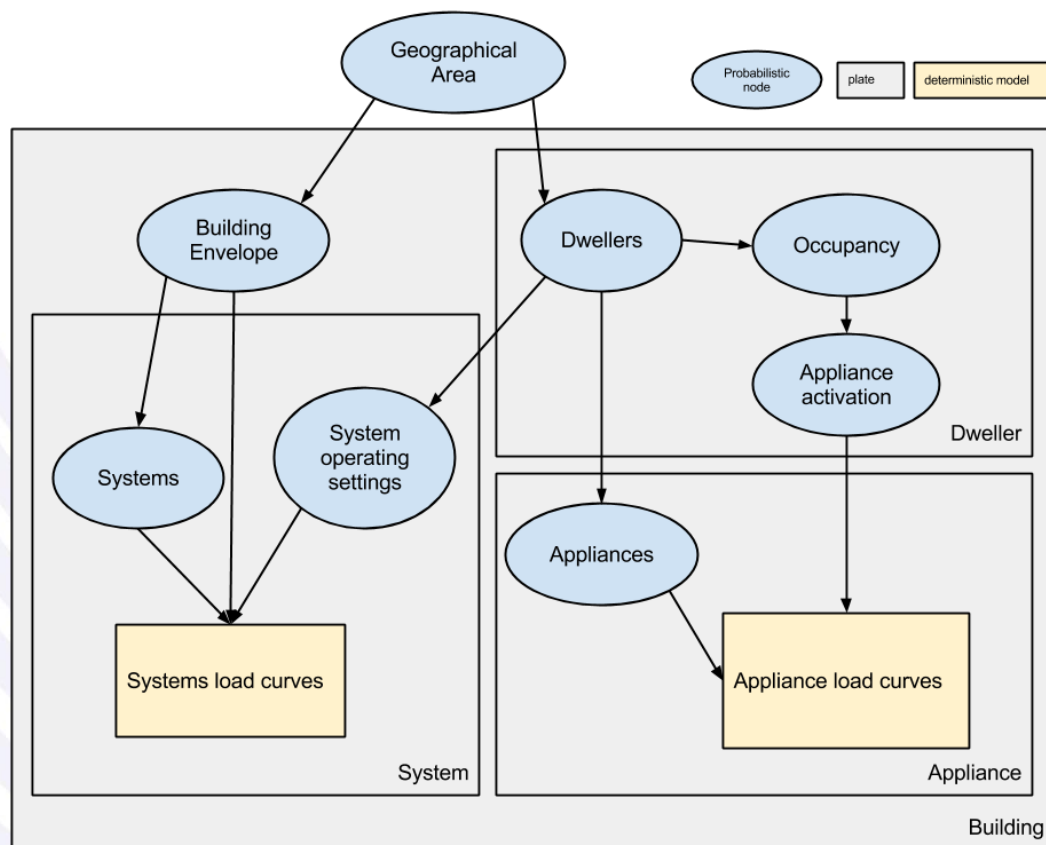 Geographical
Area
Probabilistic
node
plate
deterministic model
Building
Envelope
Dwellers
Occupancy
Appliance
activation
Dweller
Systems
System
operating
settings
Systems load curves
System
Appliances
Appliance load curves
Appliance
Building